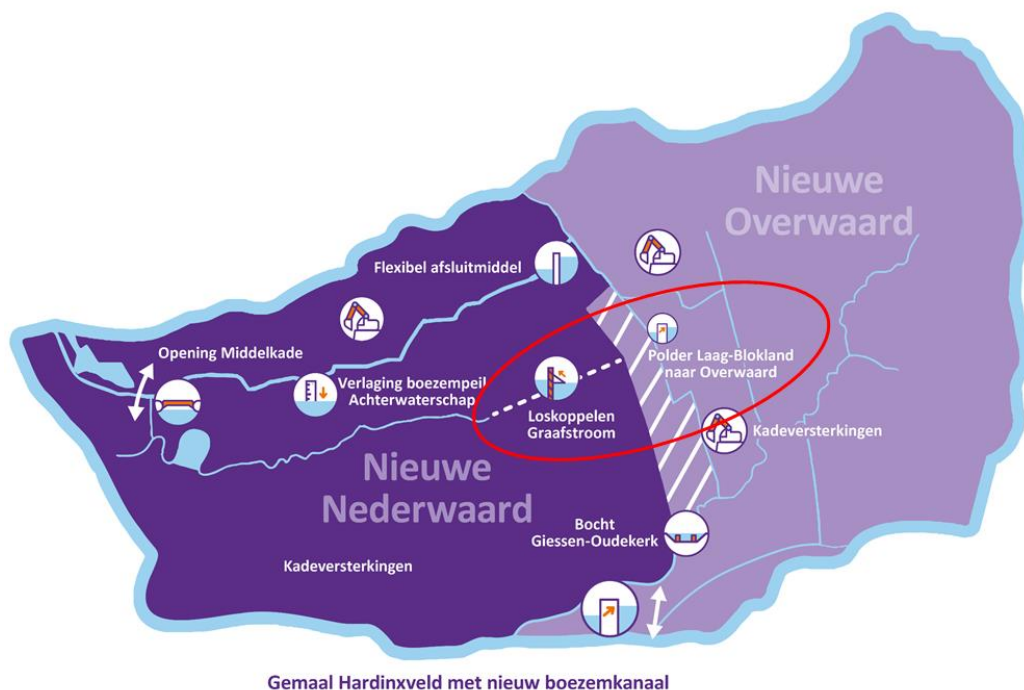 Nieuwe
Overwaard
Flexibel afsluitmiddel
Opening Middelkade
Verlaging boezempeil
Achterwaterschap
Polder Laag-Blokland
naar Overwaard
Loskoppelen
Graafstroom
Kadeversterkingen
Nieuwe
Nederwaard
Bocht
Giessen-Oudekerk
Kadeversterkingen
Gemaal Hardinxveld met nieuw boezemkanaal